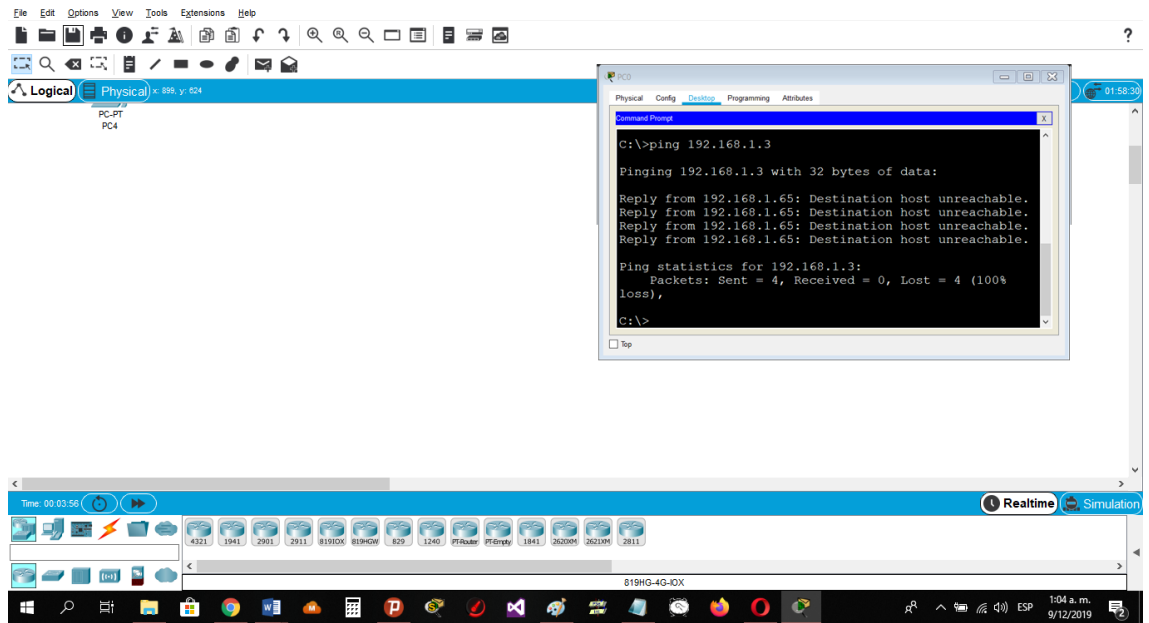 File Edit Options View Tools Extensions Help
?
Logical Physical x: 899, y: 624
01:58:30
PC-PT
PC4
PC0
Physical Config Desktop Programming Attributes
Command Prompt X
C:\>ping 192.168.1.3
Pinging 192.168.1.3 with 32 bytes of data:
Reply from 192.168.1.65: Destination host unreachable.
Reply from 192.168.1.65: Destination host unreachable.
Reply from 192.168.1.65: Destination host unreachable.
Reply from 192.168.1.65: Destination host unreachable.
Ping statistics for 192.168.1.3:
Packets: Sent = 4, Received = 0, Lost = 4 (100%
loss),
C:\>
Top
Time: 00:03:56
Realtime Simulation
4321 1941 2901 2911 819IOX 819HGW 829 1240 PT-Router PT-Empty 1841 2620XM 2621XM 2811
819HG-4G-IOX
ESP
1:04 a. m.
9/12/2019
2